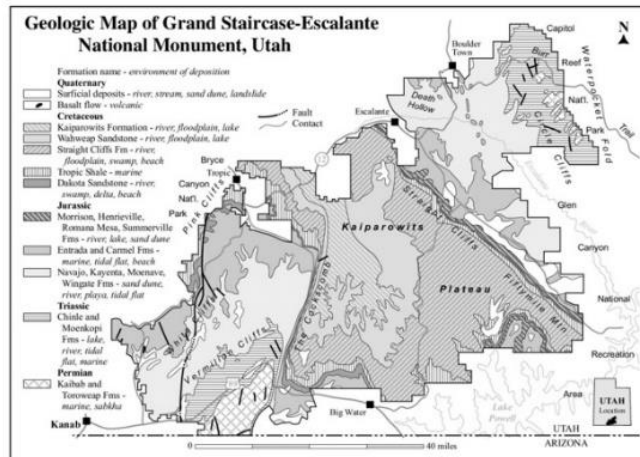 Geologic Map of Grand Staircase-Escalante
National Monument, Utah
Formation name - environment of deposition
Quaternary
Surficial deposits - river, stream, sand dune, landslide
Basalt flow - volcanic
Cretaceous
Kaiparowits Formation - river, floodplain, lake
Wahweap Sandstone - river, floodplain, lake
Straight Cliffs Fm - river,
floodplain, swamp, beach
Tropic Shale - marine
Dakota Sandstone - river,
swamp, delta, beach
Jurassic
Morrison, Henrieville,
Romana Mesa, Summerville
Fms - river, lake, sand dune
Entrada and Carmel Fms -
marine, tidal flat, beach
Navajo, Kayenta, Moenave,
Wingate Fms - sand dune,
river, playa, tidal flat
Triassic
Chinle and
Moenkopi
Fms - lake,
river, tidal
flat, marine
Permian
Kaibab and
Toroweap Fms
- marine, sabkha
Fault
Contact
Capitol
Reef
Nat'l.
Park
Waterpocket
Fold
Burr
Trail
Circle Cliffs
Boulder
Town
Death
Hollow
Escalante
Bryce
Canyon
Nat'l.
Park
Tropic
Pink Cliffs
Kaiparowits
Plateau
Straight Cliffs
Fiftymile Mtn
Glen
Canyon
National
Recreation
Area
The Cockscomb
White Cliffs
Vermilion Cliffs
Kanab
Big Water
Lake
Powell
UTAH
Location
UTAH
ARIZONA
0
40 miles
N